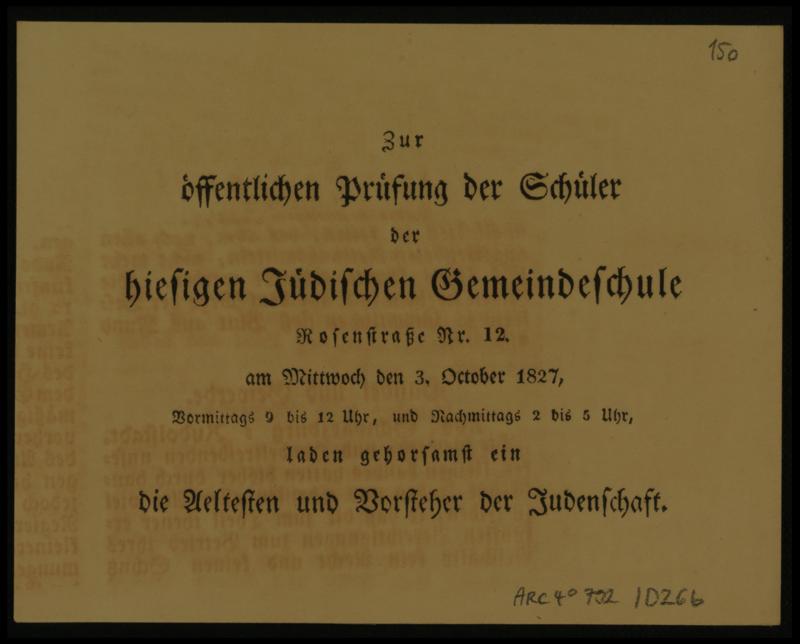 150
Zur
öffentlichen Prüfung der Schüler
der
hiesigen Jüdischen Gemeindeschule
Rosenstraße Nr. 12.
am Mittwoch den 3. October 1827,
Vormittags 9 bis 12 Uhr, und Nachmittags 2 bis 5 Uhr,
laden gehorsamst ein
die Aeltesten und Vorsteher der Judenschaft.
ARC 4° 792 / D266